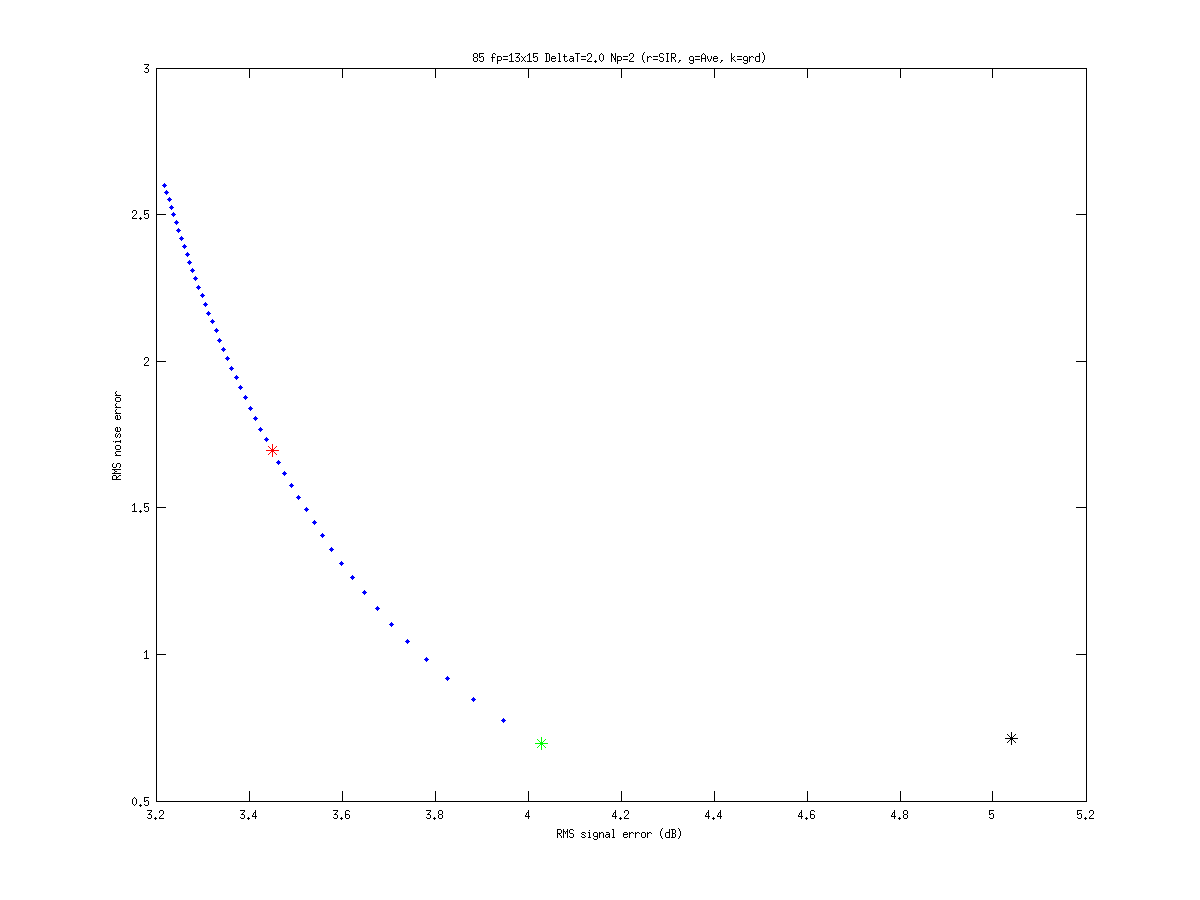 85 fp=13x15 DeltaT=2.0 Np=2 (r=SIR, g=Ave, k=grd)
3
2.5
2
1.5
1
0.5
RMS noise error
3.2 3.4 3.6 3.8 4 4.2 4.4 4.6 4.8 5 5.2
RMS signal error (dB)